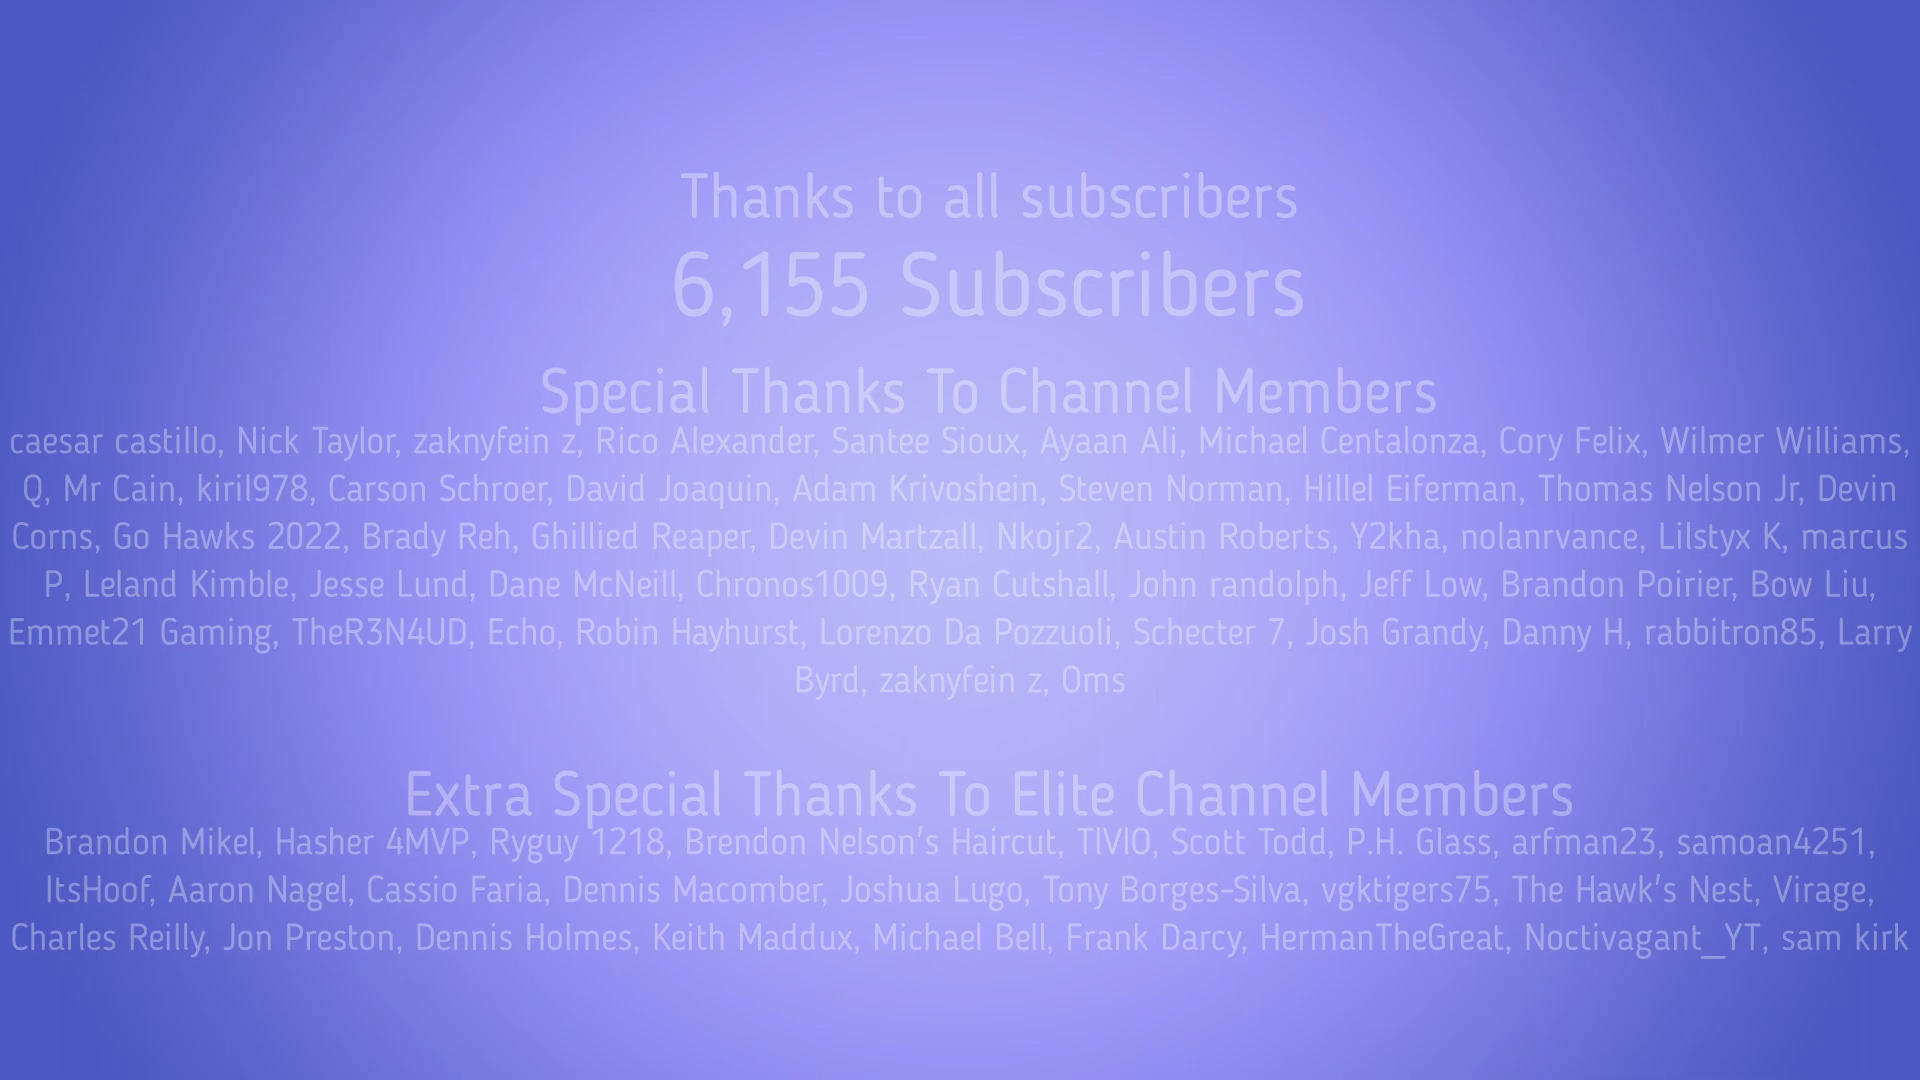 Thanks to all subscribers
6,155 Subscribers
Special Thanks To Channel Members
caesar castillo, Nick Taylor, zaknyfein z, Rico Alexander, Santee Sioux, Ayaan Ali, Michael Centalonza, Cory Felix, Wilmer Williams,
Q, Mr Cain, kiril978, Carson Schroer, David Joaquin, Adam Krivoshein, Steven Norman, Hillel Eiferman, Thomas Nelson Jr, Devin
Corns, Go Hawks 2022, Brady Reh, Ghillied Reaper, Devin Martzall, Nkojr2, Austin Roberts, Y2kha, nolanrvance, Lilstyx K, marcus
P, Leland Kimble, Jesse Lund, Dane McNeill, Chronos1009, Ryan Cutshall, John randolph, Jeff Low, Brandon Poirier, Bow Liu,
Emmet21 Gaming, TheR3N4UD, Echo, Robin Hayhurst, Lorenzo Da Pozzuoli, Schecter 7, Josh Grandy, Danny H, rabbitron85, Larry
Byrd, zaknyfein z, Oms
Extra Special Thanks To Elite Channel Members
Brandon Mikel, Hasher 4MVP, Ryguy 1218, Brendon Nelson's Haircut, TIVIO, Scott Todd, P.H. Glass, arfman23, samoan4251,
ItsHoof, Aaron Nagel, Cassio Faria, Dennis Macomber, Joshua Lugo, Tony Borges-Silva, vgktigers75, The Hawk's Nest, Virage,
Charles Reilly, Jon Preston, Dennis Holmes, Keith Maddux, Michael Bell, Frank Darcy, HermanTheGreat, Noctivagant_YT, sam kirk